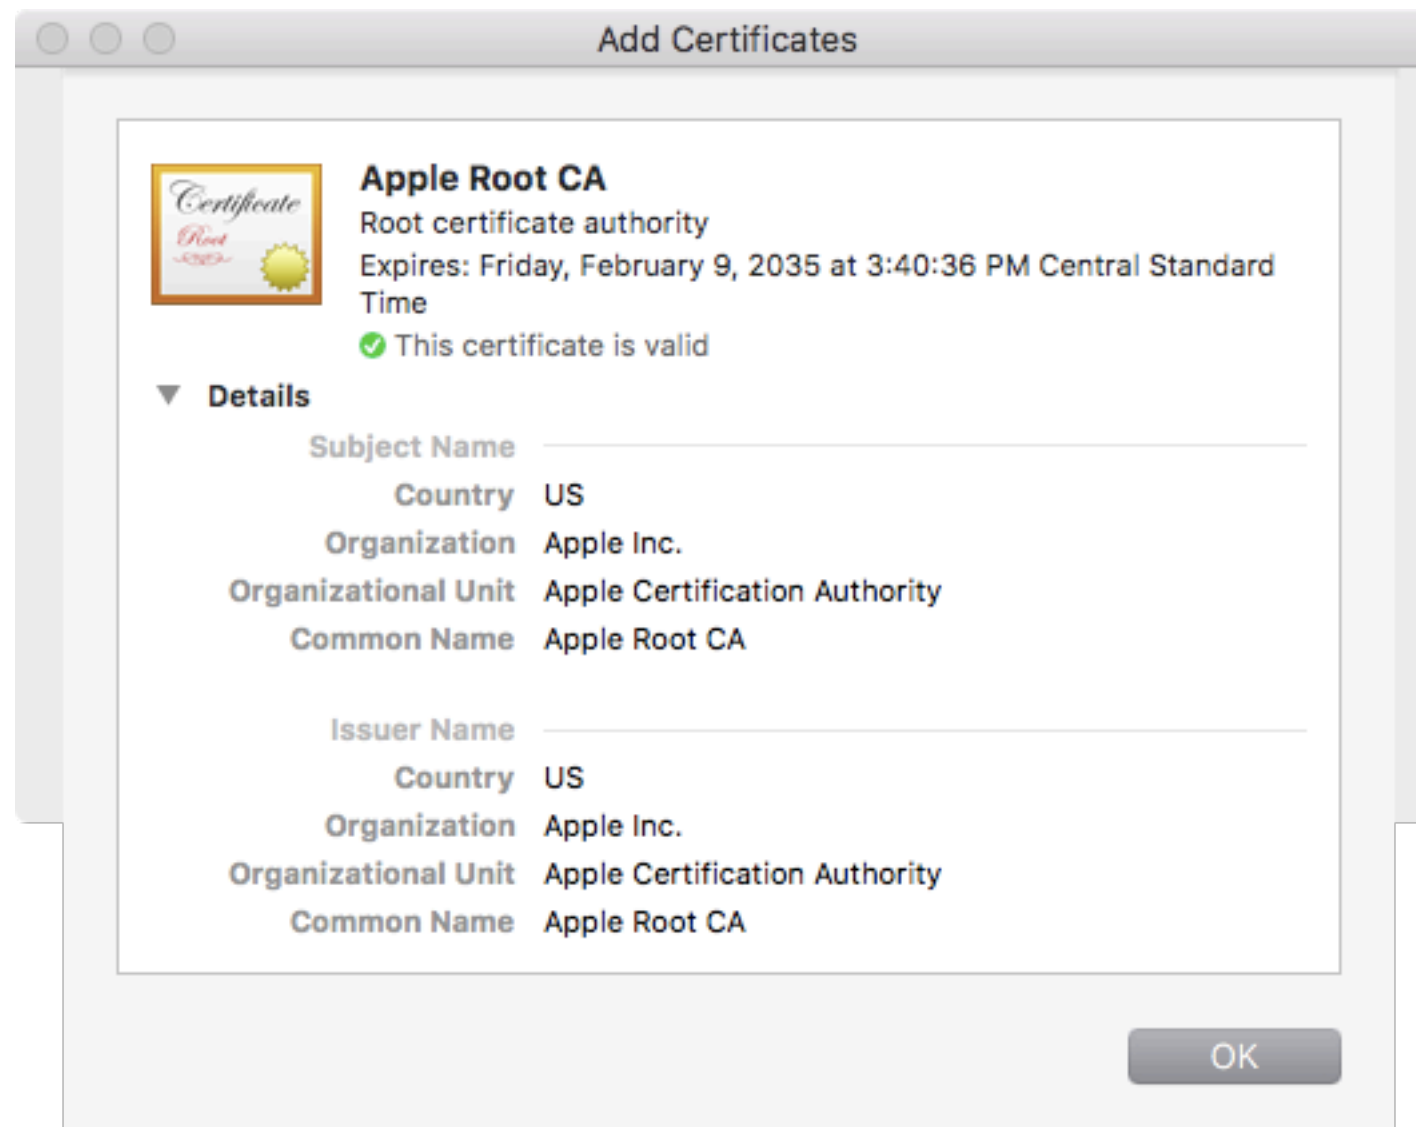 Add Certificates
Certificate
Root
Apple Root CA
Root certificate authority
Expires: Friday, February 9, 2035 at 3:40:36 PM Central Standard
Time
This certificate is valid
Details
Subject Name
Country US
Organization Apple Inc.
Organizational Unit Apple Certification Authority
Common Name Apple Root CA
Issuer Name
Country US
Organization Apple Inc.
Organizational Unit Apple Certification Authority
Common Name Apple Root CA
OK